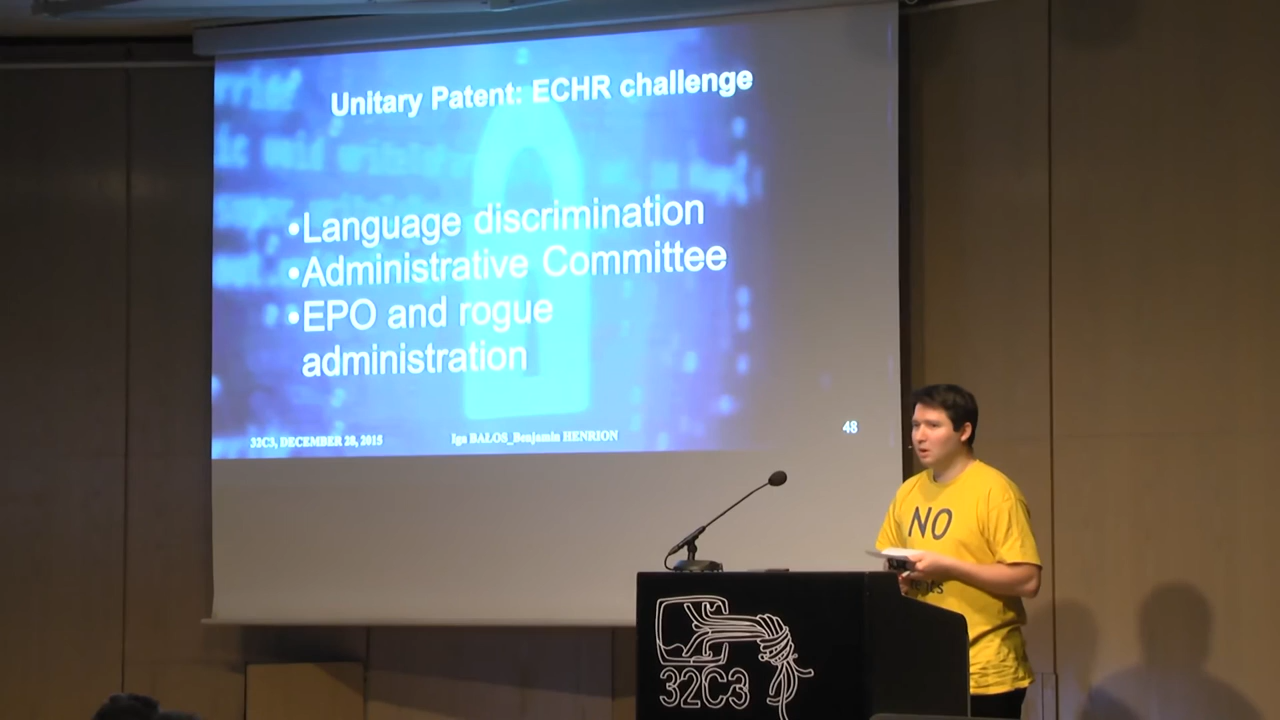 Unitary Patent: ECHR challenge
•Language discrimination
•Administrative Committee
•EPO and rogue
administration
32C3, DECEMBER 28, 2015
Iga BAŁOS_Benjamin HENRION
48
NO
32C3